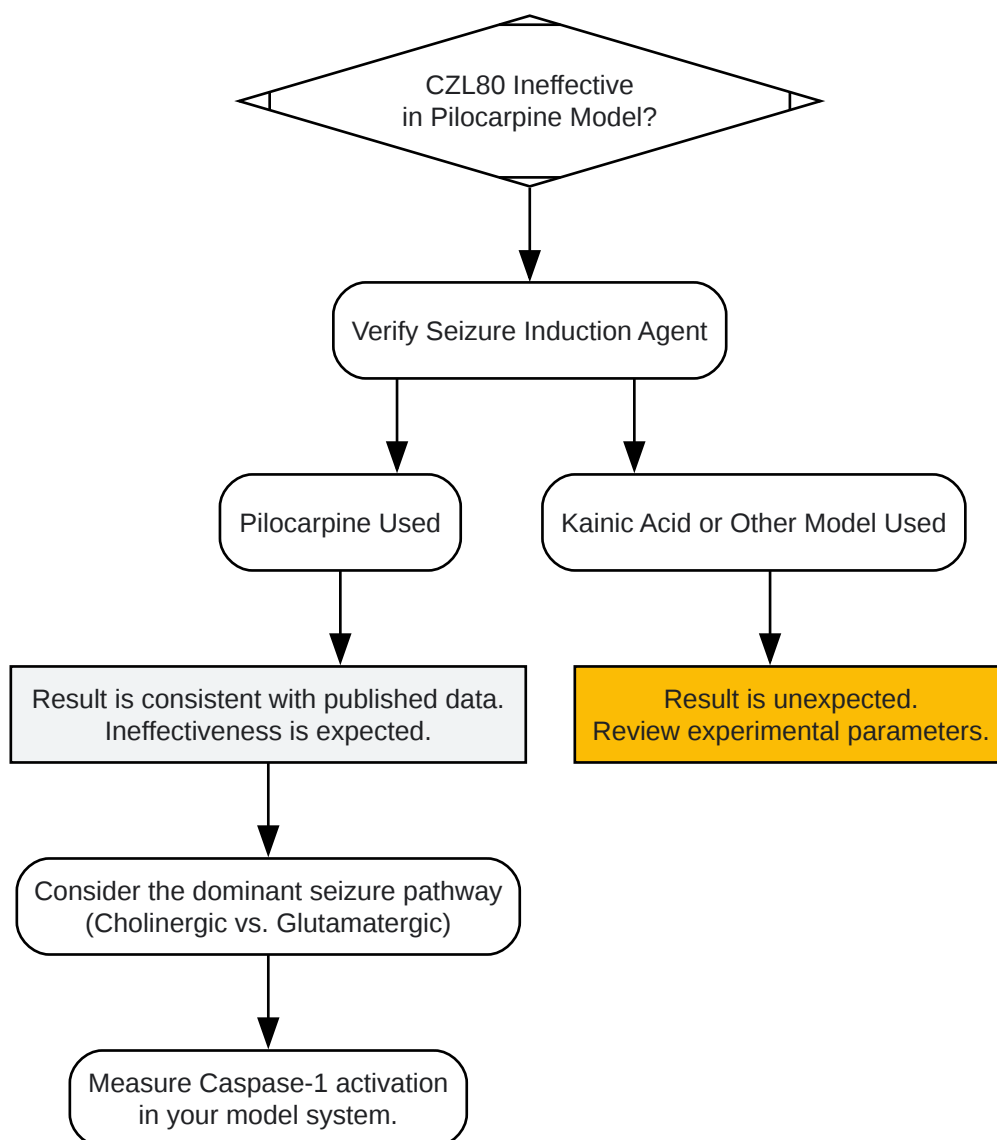 CZL80 Ineffective
in Pilocarpine Model?
Verify Seizure Induction Agent
Pilocarpine Used
Kainic Acid or Other Model Used
Result is consistent with published data.
Ineffectiveness is expected.
Result is unexpected.
Review experimental parameters.
Consider the dominant seizure pathway
(Cholinergic vs. Glutamatergic)
Measure Caspase-1 activation
in your model system.